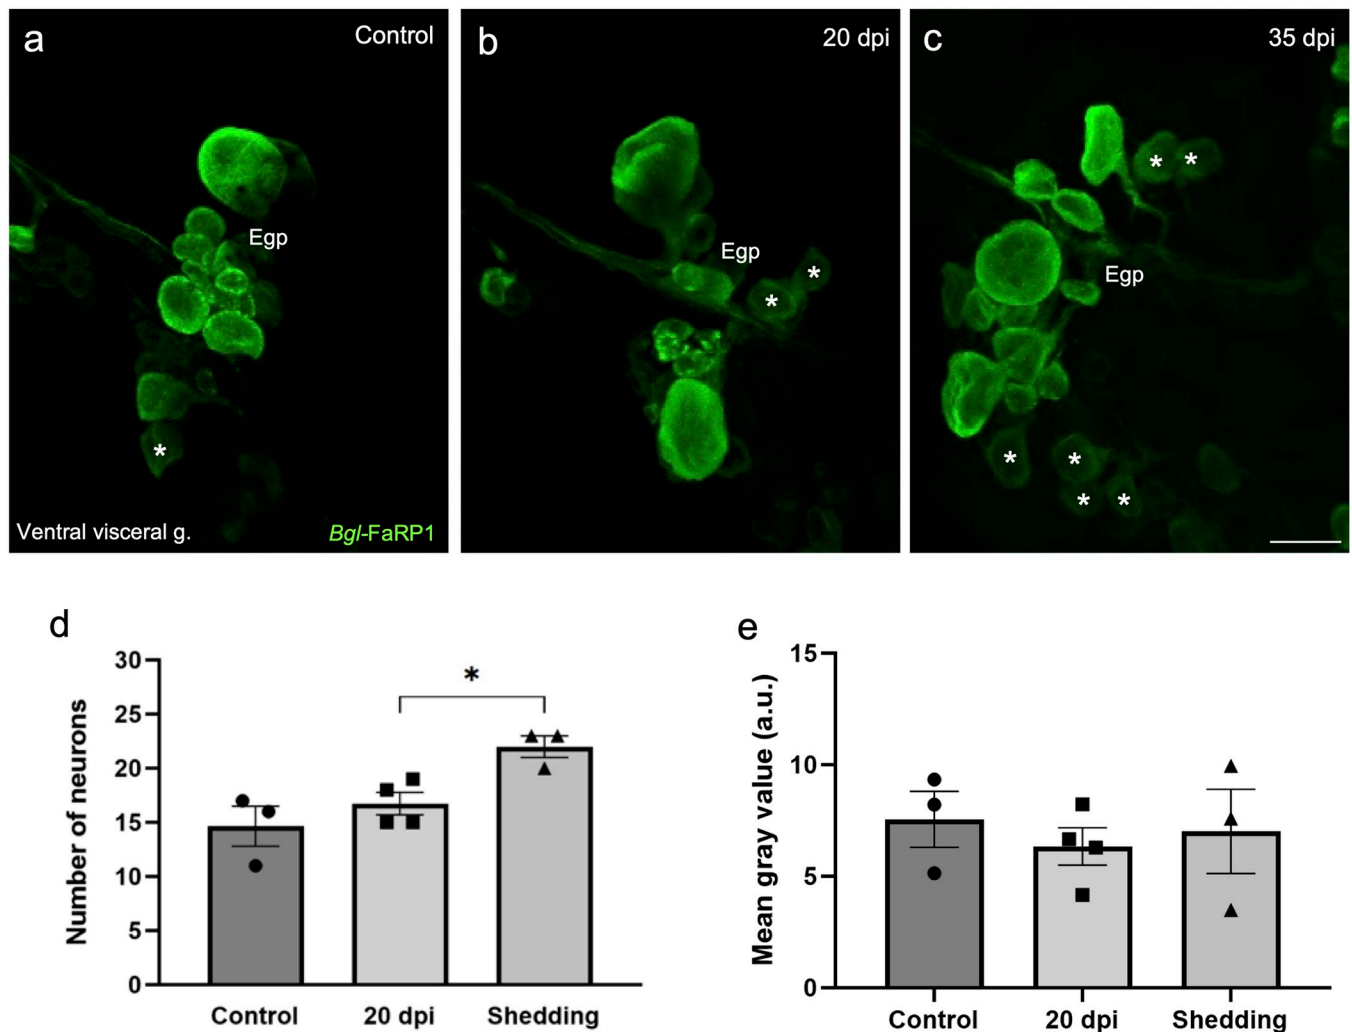 a Control
b 20 dpi
c 35 dpi
Egp
*
Ventral visceral g. Bgl-FaRP1
Egp
*
*
* *
Egp
* *
* *
d
30
25
20
15
10
5
0
Number of neurons
*
Control 20 dpi Shedding
e
15
10
5
0
Mean gray value (a.u.)
Control 20 dpi Shedding